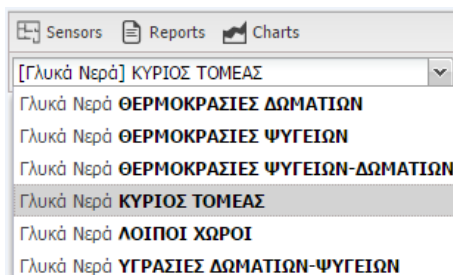 Sensors Reports Charts
[Γλυκά Νερά] ΚΥΡΙΟΣ ΤΟΜΕΑΣ
Γλυκά Νερά ΘΕΡΜΟΚΡΑΣΙΕΣ ΔΩΜΑΤΙΩΝ
Γλυκά Νερά ΘΕΡΜΟΚΡΑΣΙΕΣ ΨΥΓΕΙΩΝ
Γλυκά Νερά ΘΕΡΜΟΚΡΑΣΙΕΣ ΨΥΓΕΙΩΝ-ΔΩΜΑΤΙΩΝ
Γλυκά Νερά ΚΥΡΙΟΣ ΤΟΜΕΑΣ
Γλυκά Νερά ΛΟΙΠΟΙ ΧΩΡΟΙ
Γλυκά Νερά ΥΓΡΑΣΙΕΣ ΔΩΜΑΤΙΩΝ-ΨΥΓΕΙΩΝ